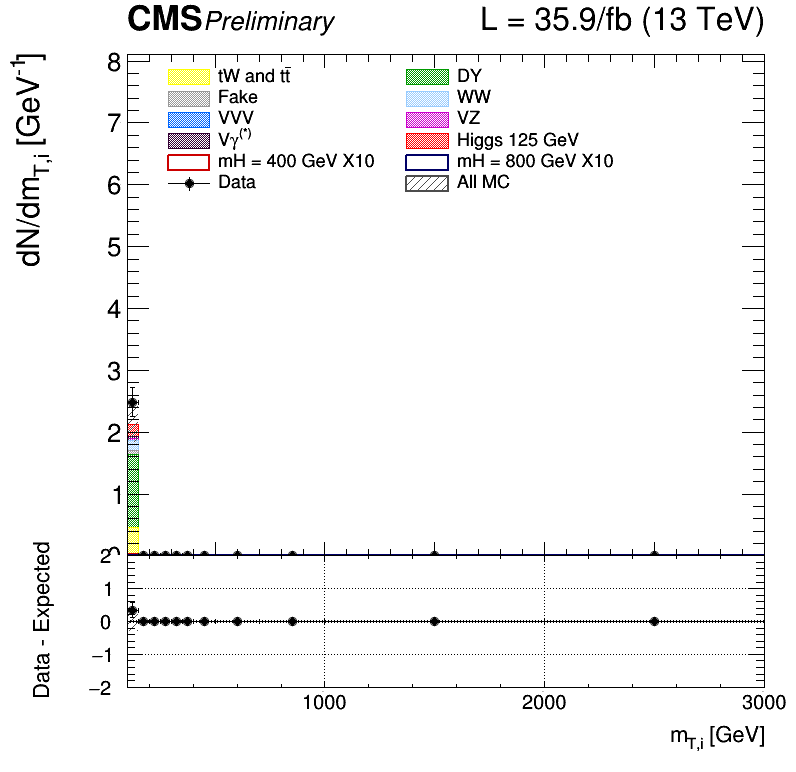 CMS Preliminary L = 35.9/fb (13 TeV)
dN/dm_{T,i} [GeV^{-1}]
8
7
6
5
4
3
2
1
0
tW and tt̄ DY
Fake WW
VVV VZ
Vγ^{(*)} Higgs 125 GeV
mH = 400 GeV X10 mH = 800 GeV X10
Data All MC
Data - Expected
2
1
0
−1
−2
1000 2000 3000
m_{T,i} [GeV]